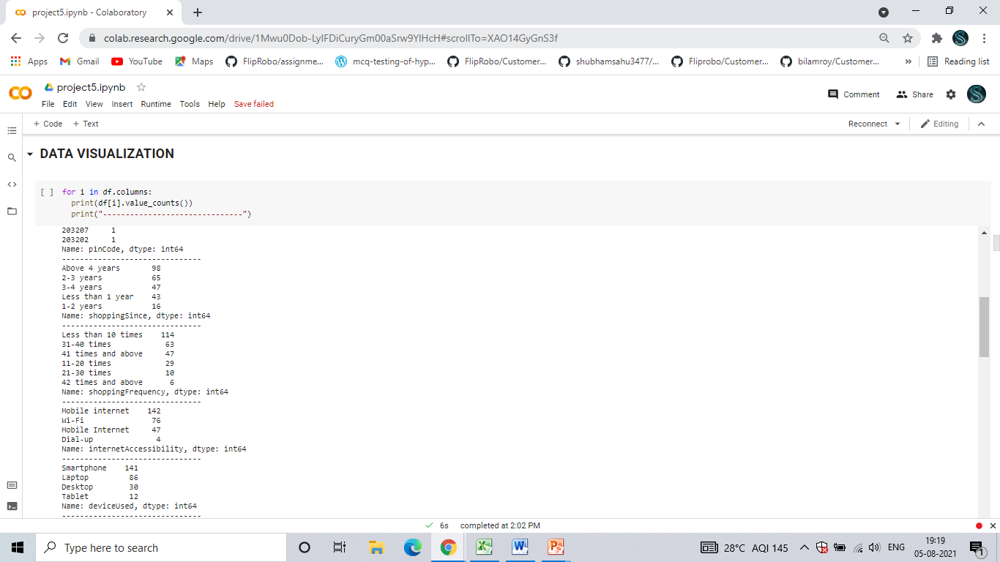 project5.ipynb - Colaboratory
colab.research.google.com/drive/1Mwu0Dob-LyIFDiCuryGm00aSrw9YlHcH#scrollTo=XAO14GyGnS3f
Apps Gmail YouTube Maps FlipRobo/assignme... mcq-testing-of-hyp... FlipRobo/Customer... shubhamsahu3477/... Fliprobo/Customer... bilamroy/Customer... » Reading list
project5.ipynb
Comment Share
File Edit View Insert Runtime Tools Help Save failed
+ Code + Text Reconnect Editing
DATA VISUALIZATION
[ ] for i in df.columns:
print(df[i].value_counts())
print("-------------------------------")
203207 1
203202 1
Name: pinCode, dtype: int64
-------------------------------
Above 4 years 98
2-3 years 65
3-4 years 47
Less than 1 year 43
1-2 years 16
Name: shoppingSince, dtype: int64
-------------------------------
Less than 10 times 114
31-40 times 63
41 times and above 47
11-20 times 29
21-30 times 10
42 times and above 6
Name: shoppingFrequency, dtype: int64
-------------------------------
Mobile internet 142
Wi-Fi 76
Mobile Internet 47
Dial-up 4
Name: internetAccessibility, dtype: int64
-------------------------------
Smartphone 141
Laptop 86
Desktop 30
Tablet 12
Name: deviceUsed, dtype: int64
-------------------------------
6s completed at 2:02 PM
Type here to search
28°C AQI 145 ENG
19:19
05-08-2021
1